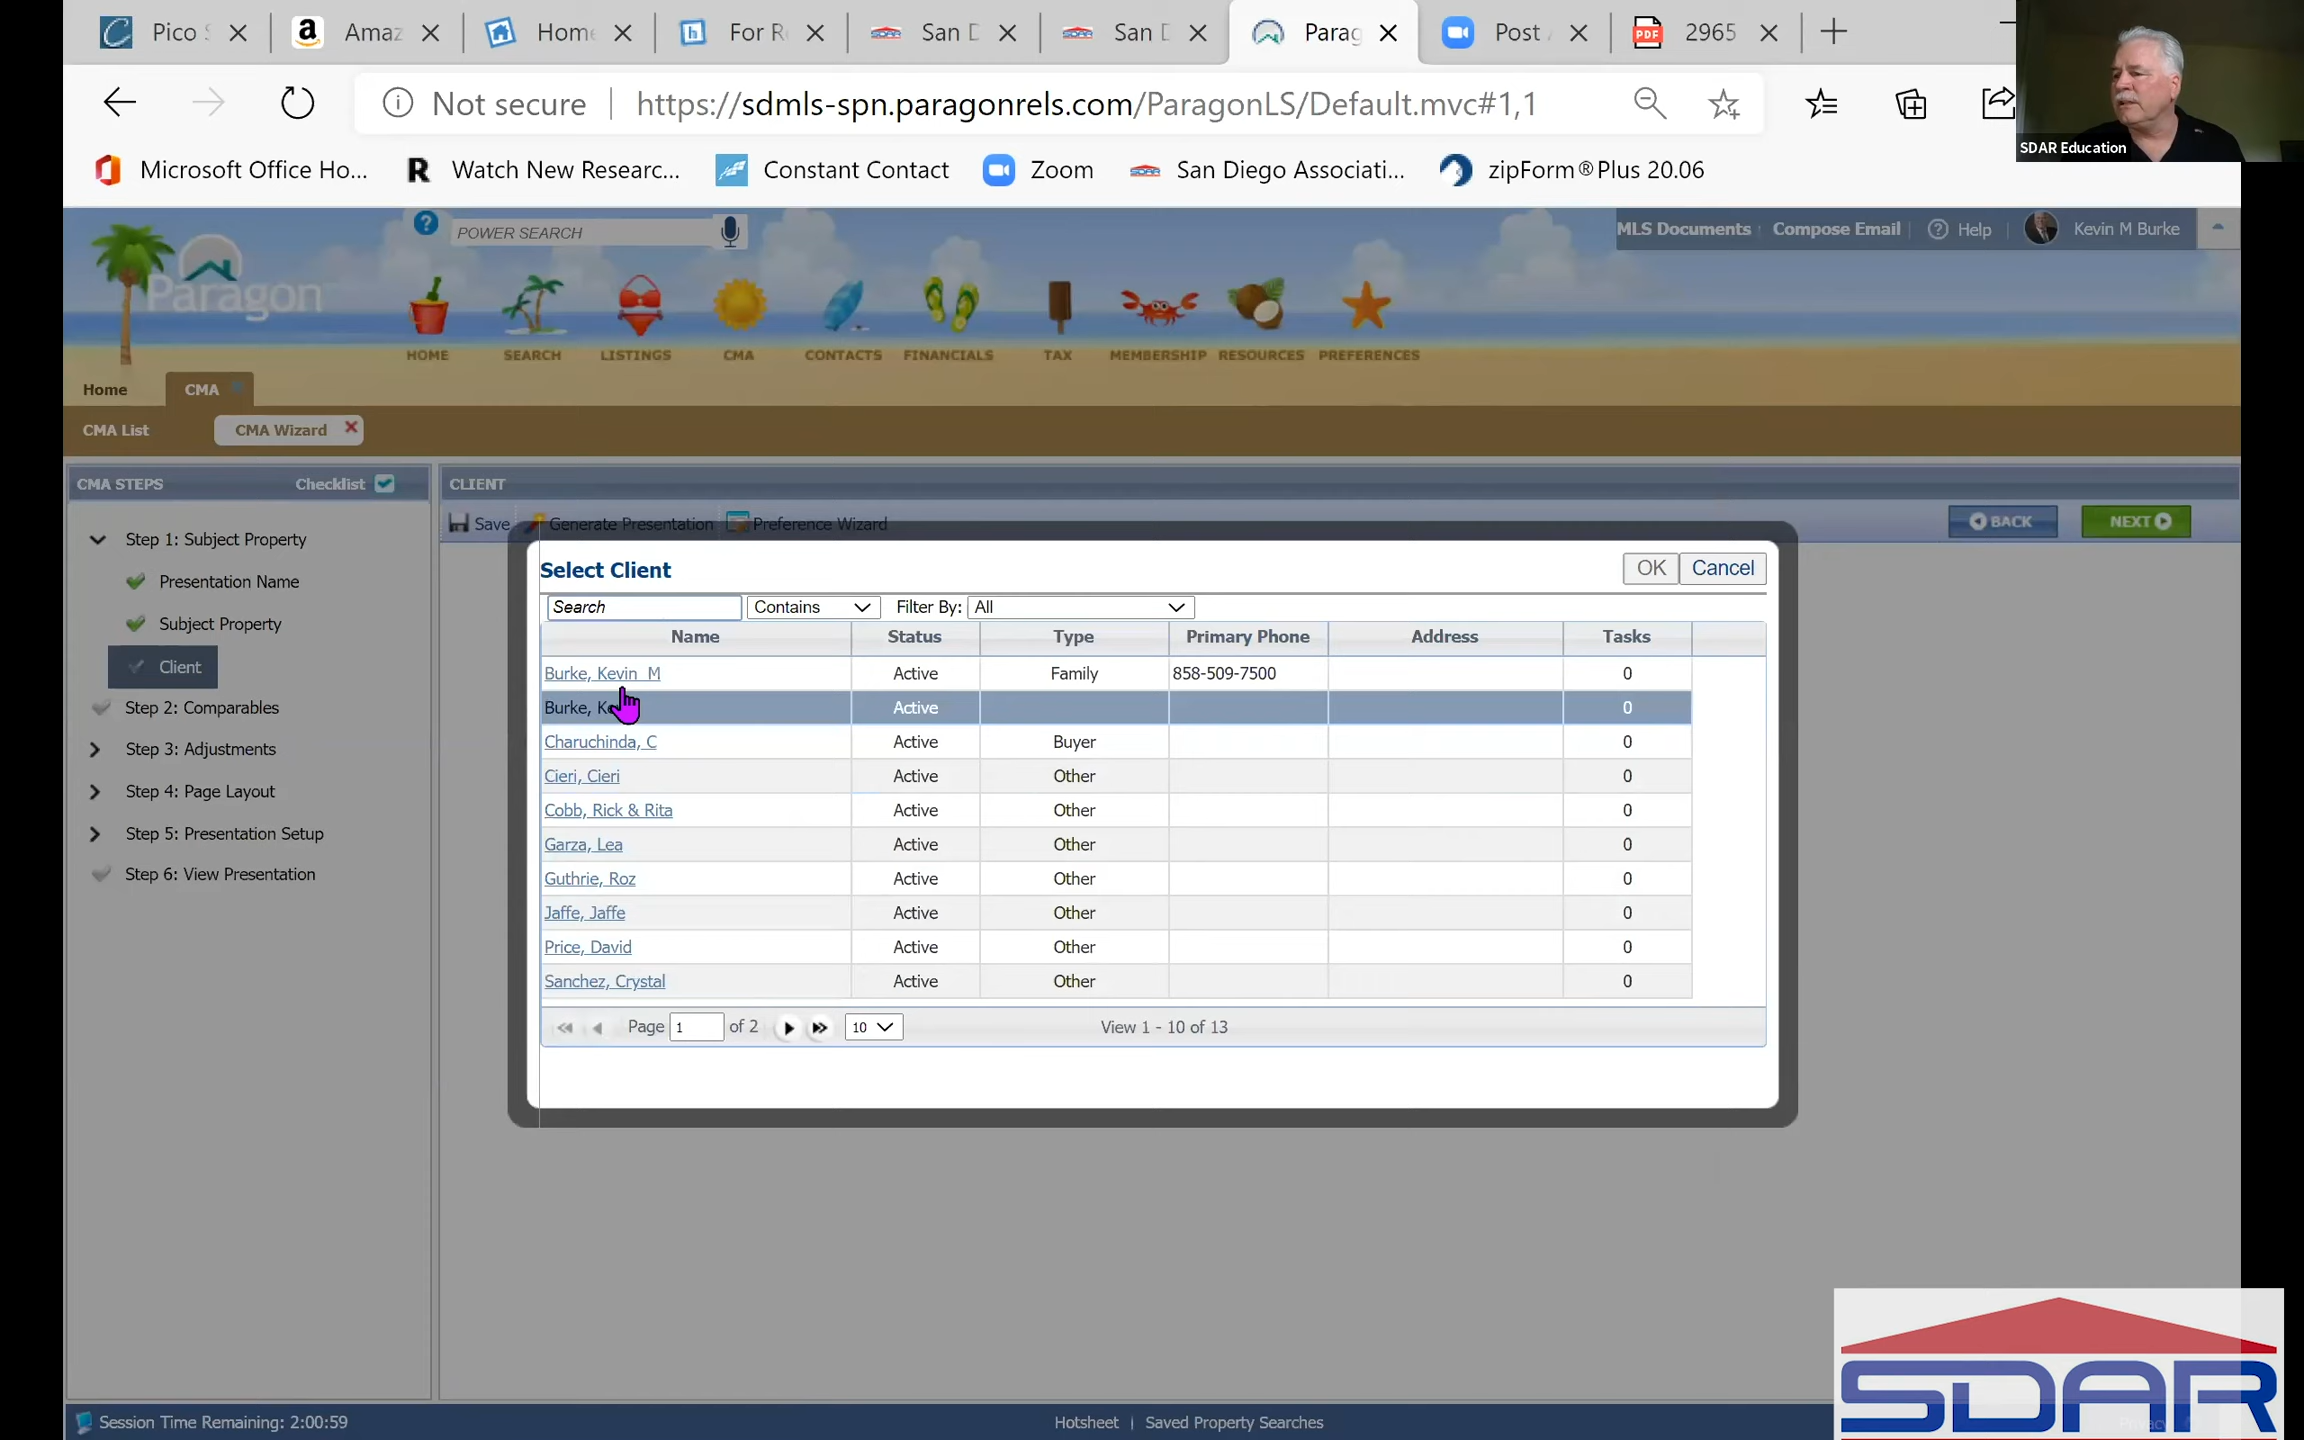 Pico S
Amaz
Home
For R
San D
San D
Parag
Post A
PDF
2965
Not secure
https://sdmls-spn.paragonrels.com/ParagonLS/Default.mvc#1,1
SDAR Education
Microsoft Office Ho...
Watch New Researc...
Constant Contact
Zoom
San Diego Associati...
zipForm®Plus 20.06
Paragon
POWER SEARCH
MLS Documents
Compose Email
Help
Kevin M Burke
HOME
SEARCH
LISTINGS
CMA
CONTACTS
FINANCIALS
TAX
MEMBERSHIP
RESOURCES
PREFERENCES
Home
CMA
CMA List
CMA Wizard
CMA STEPS
Checklist
CLIENT
Step 1: Subject Property
Presentation Name
Subject Property
Client
Step 2: Comparables
Step 3: Adjustments
Step 4: Page Layout
Step 5: Presentation Setup
Step 6: View Presentation
Save
Generate Presentation
Preference Wizard
BACK
NEXT
Select Client
OK
Cancel
Search
Contains
Filter By:
All
Name Status Type Primary Phone Address Tasks
Burke, Kevin M Active Family 858-509-7500 0
Burke, Active 0
Charuchinda, C Active Buyer 0
Cieri, Cieri Active Other 0
Cobb, Rick & Rita Active Other 0
Garza, Lea Active Other 0
Guthrie, Roz Active Other 0
Jaffe, Jaffe Active Other 0
Price, David Active Other 0
Sanchez, Crystal Active Other 0
Page 1 of 2 10 View 1 - 10 of 13
Session Time Remaining: 2:00:59
Hotsheet | Saved Property Searches
SDAR